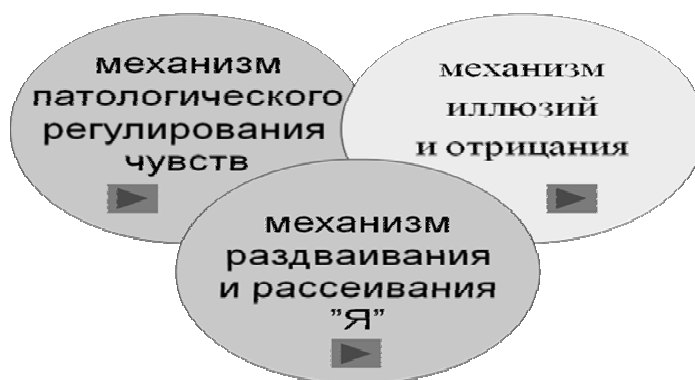 механизм
патологического
регулирования
чувств
механизм
иллюзий
и отрицания
механизм
раздваивания
и рассеивания
”Я”